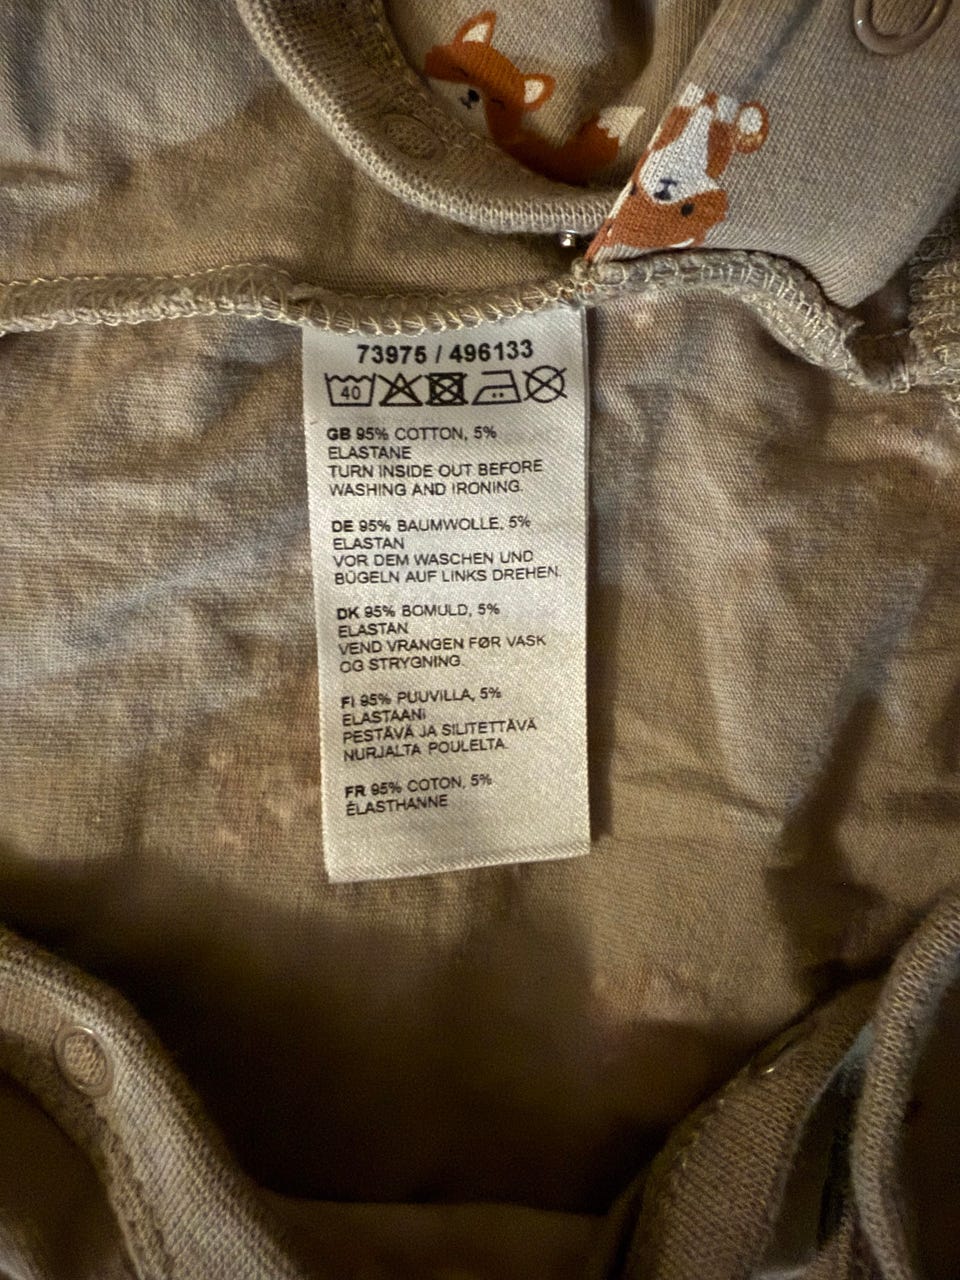 73975 / 496133
40
GB 95% COTTON, 5%
ELASTANE
TURN INSIDE OUT BEFORE
WASHING AND IRONING.
DE 95% BAUMWOLLE, 5%
ELASTAN
VOR DEM WASCHEN UND
BÜGELN AUF LINKS DREHEN.
DK 95% BOMULD, 5%
ELASTAN
VEND VRANGEN FØR VASK
OG STRYGNING.
FI 95% PUUVILLA, 5%
ELASTAANI
PESTÄVÄ JA SILITETTÄVÄ
NURJALTA POULELTA.
FR 95% COTON, 5%
ÉLASTHANNE